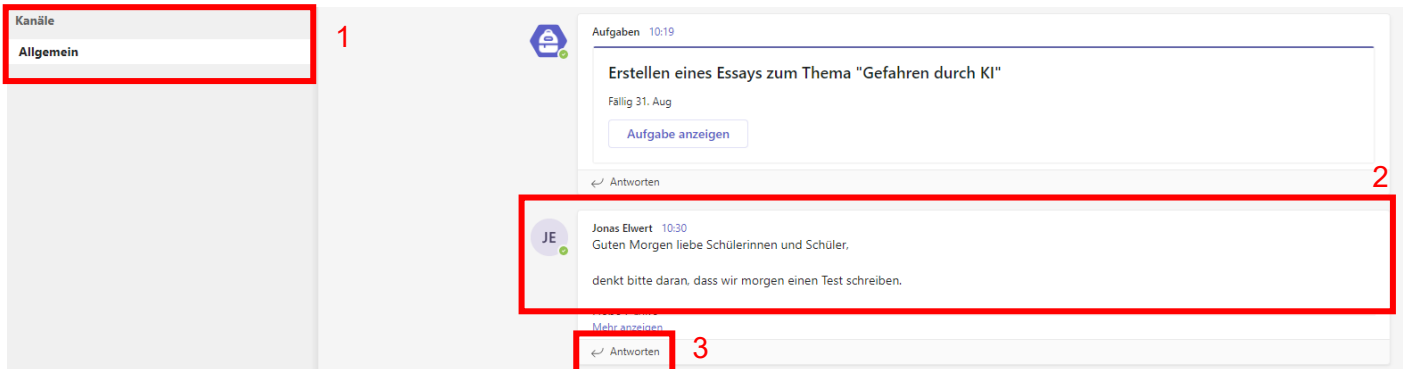 Kanäle
Allgemein
1
Aufgaben 10:19
Erstellen eines Essays zum Thema "Gefahren durch KI"
Fällig 31. Aug
Aufgabe anzeigen
Antworten
2
JE
Jonas Elwert 10:30
Guten Morgen liebe Schülerinnen und Schüler,
denkt bitte daran, dass wir morgen einen Test schreiben.
Mehr anzeigen
Antworten
3